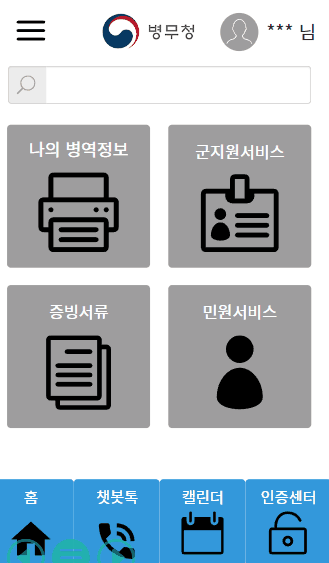 병무청 *** 님
나의 병역정보 군지원서비스
증빙서류 민원서비스
홈 챗봇톡 캘린더 인증센터